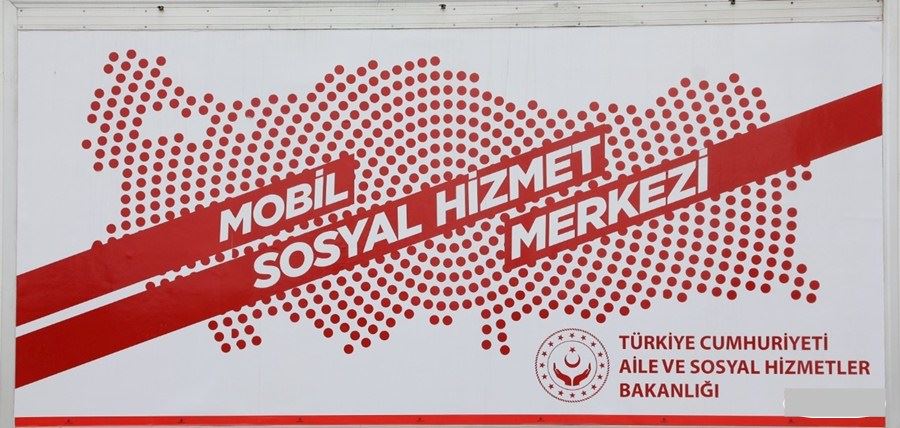 MOBİL
SOSYAL HİZMET
MERKEZİ
TÜRKİYE CUMHURİYETİ
AİLE VE SOSYAL HİZMETLER
BAKANLIĞI